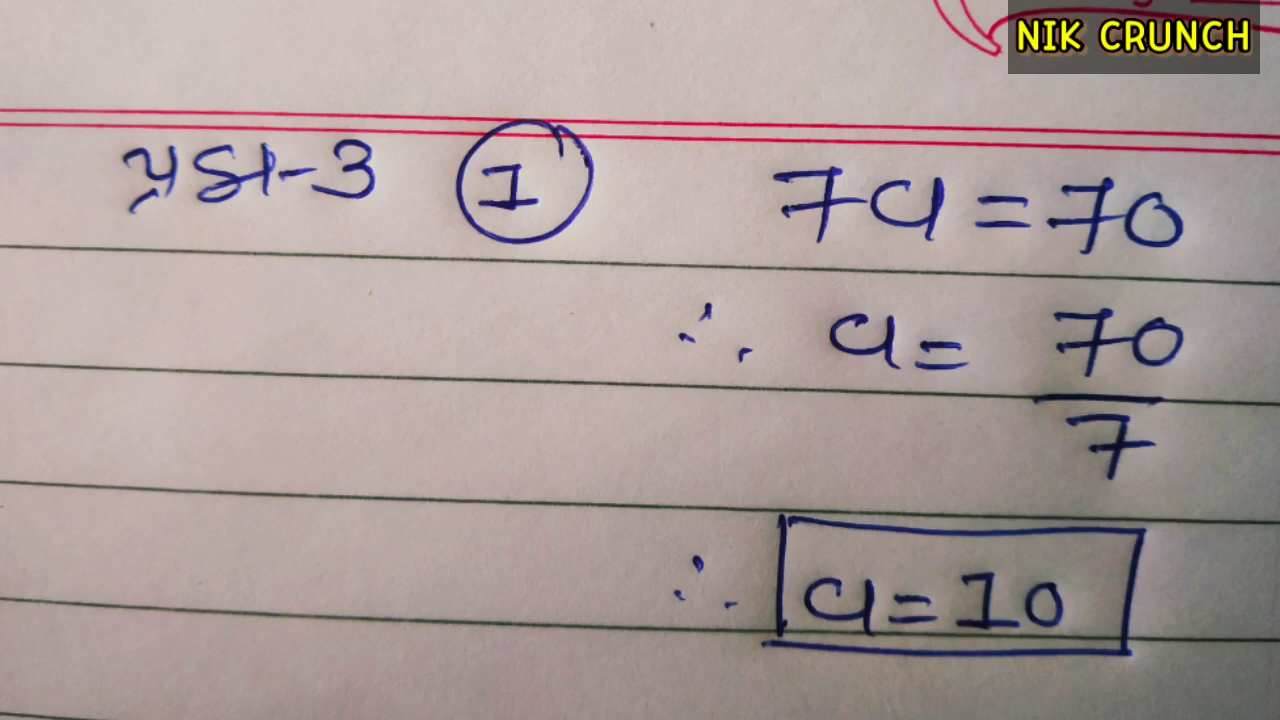 NIK CRUNCH
પ્રશ્ન-3 1 7a = 70
∴ a = 70
7
∴ a = 10